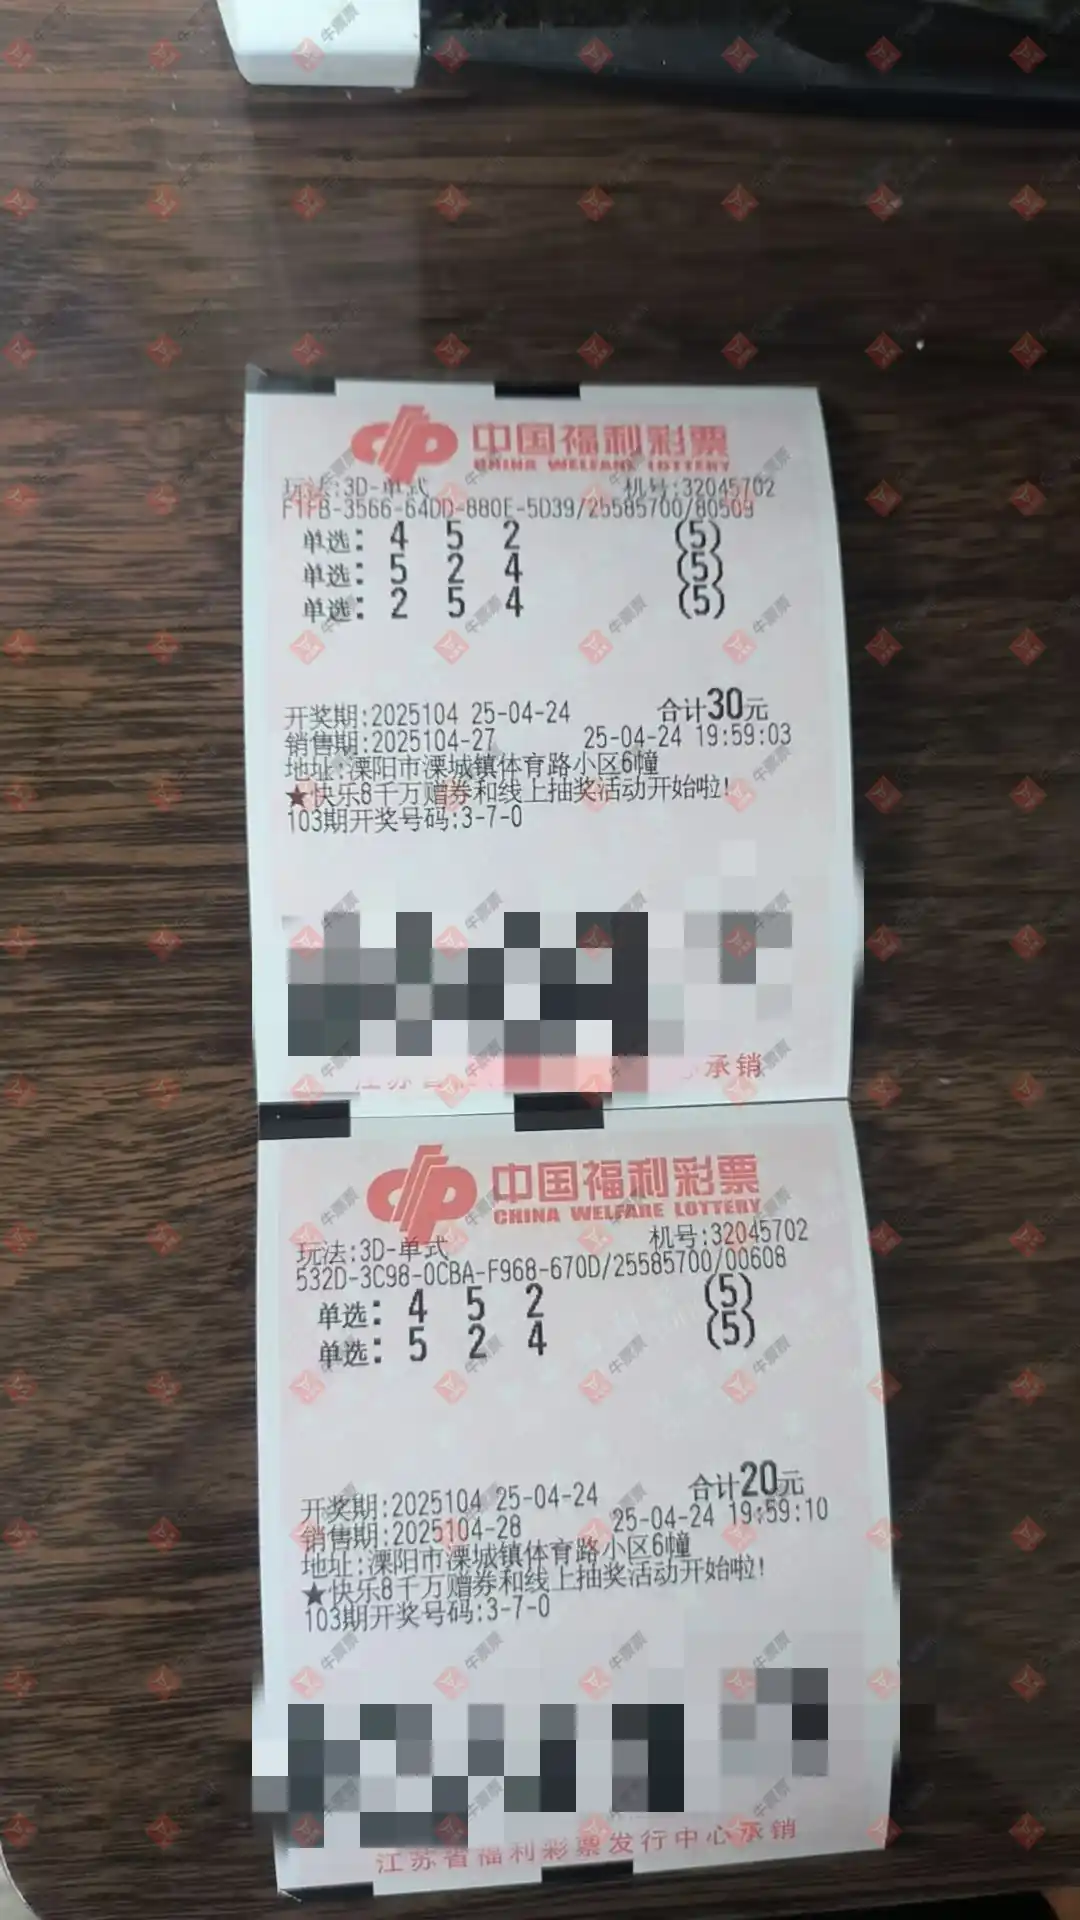 中国福利彩票
CHINA WELFARE LOTTERY
玩法:3D-单式 机号:32045702
F1FB-3566-64DD-880E-5D39/25585700/80509
单选: 4 5 2 (5)
单选: 5 2 4 (5)
单选: 2 5 4 (5)
开奖期:2025104 25-04-24 合计30元
销售期:2025104-27 25-04-24 19:59:03
地址:溧阳市溧城镇体育路小区6幢
★快乐8千万赠券和线上抽奖活动开始啦!
103期开奖号码:3-7-0
江苏省 承销
中国福利彩票
CHINA WELFARE LOTTERY
玩法:3D-单式 机号:32045702
532D-3C98-0CBA-F968-670D/25585700/00608
单选: 4 5 2 (5)
单选: 5 2 4 (5)
开奖期:2025104 25-04-24 合计20元
销售期:2025104-28 25-04-24 19:59:10
地址:溧阳市溧城镇体育路小区6幢
★快乐8千万赠券和线上抽奖活动开始啦!
103期开奖号码:3-7-0
江苏省福利彩票发行中心承销